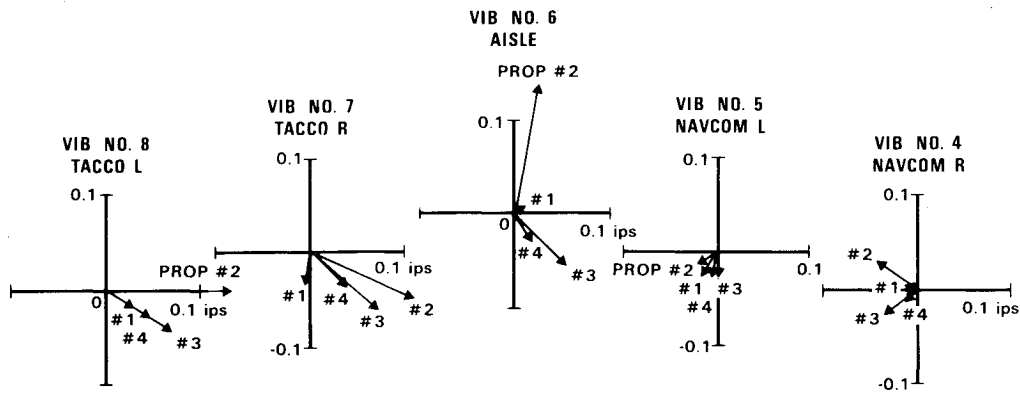 VIB NO. 8
TACCO L
0.1
PROP #2
0
0.1 ips
#1
#4
#3
VIB NO. 7
TACCO R
0.1
0.1 ips
#1
#4
#3
#2
-0.1
VIB NO. 6
AISLE
PROP #2
0.1
#1
0
0.1 ips
#4
#3
VIB NO. 5
NAVCOM L
0.1
0.1
PROP #2
#1
#3
#4
-0.1
VIB NO. 4
NAVCOM R
0.1
#2
#1
0.1 ips
#3
#4
-0.1